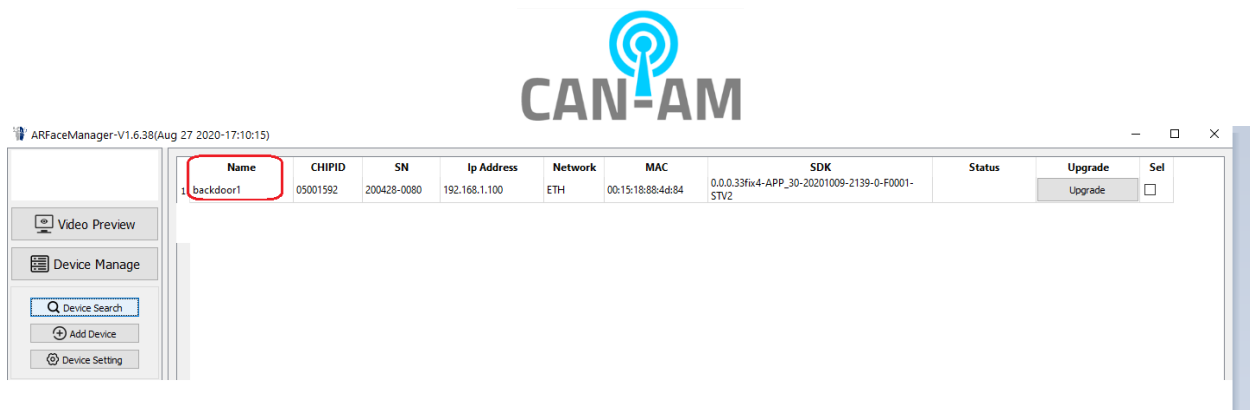 CAN-AM
ARFaceManager-V1.6.38(Aug 27 2020-17:10:15)
Name CHIPID SN Ip Address Network MAC SDK Status Upgrade Sel
1 backdoor1 05001592 200428-0080 192.168.1.100 ETH 00:15:18:88:4d:84 0.0.0.33fix4-APP_30-20201009-2139-0-F0001-
STV2 Upgrade
Video Preview
Device Manage
Device Search
Add Device
Device Setting